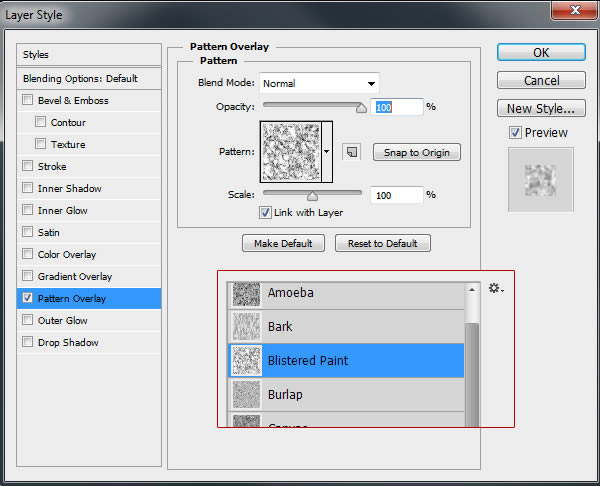 Layer Style
Styles
Blending Options: Default
Bevel & Emboss
Contour
Texture
Stroke
Inner Shadow
Inner Glow
Satin
Color Overlay
Gradient Overlay
Pattern Overlay
Outer Glow
Drop Shadow
Pattern Overlay
Pattern
Blend Mode: Normal
Opacity: 100 %
Pattern: Snap to Origin
Scale: 100 %
Link with Layer
Make Default Reset to Default
Amoeba
Bark
Blistered Paint
Burlap
Canvas
OK
Cancel
New Style...
Preview